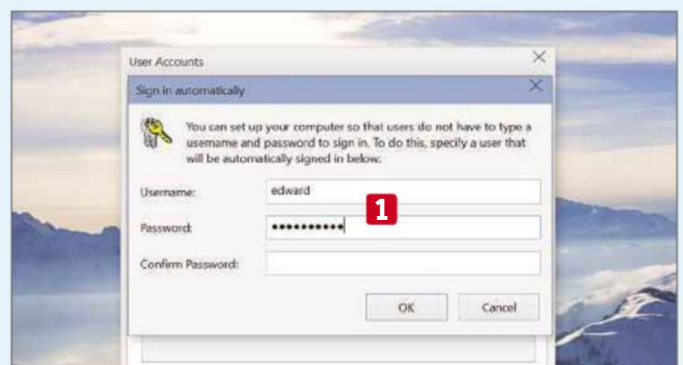 User Accounts
Sign in automatically
You can set up your computer so that users do not have to type a
username and password to sign in. To do this, specify a user that
will be automatically signed in below:
Username:
edward
1
Password:
••••••••••
Confirm Password:
OK
Cancel